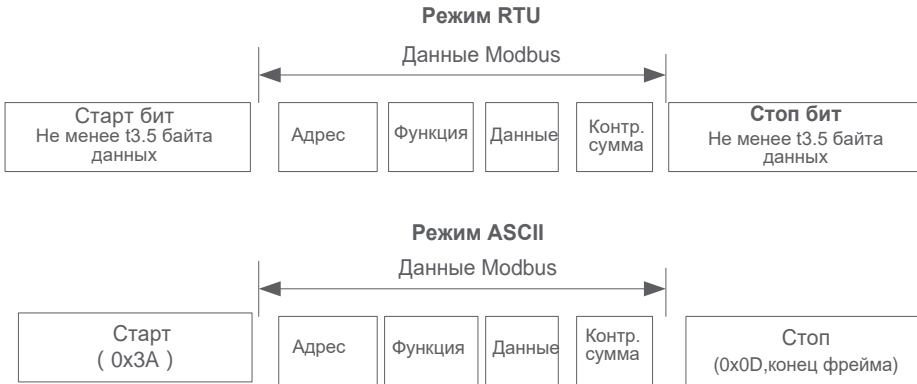 Режим RTU
Данные Modbus
Старт бит
Не менее t3.5 байта
данных
Адрес
Функция
Данные
Контр.
сумма
Стоп бит
Не менее t3.5 байта
данных
Режим ASCII
Данные Modbus
Старт
( 0x3A )
Адрес
Функция
Данные
Контр.
сумма
Стоп
(0x0D,конец фрейма)